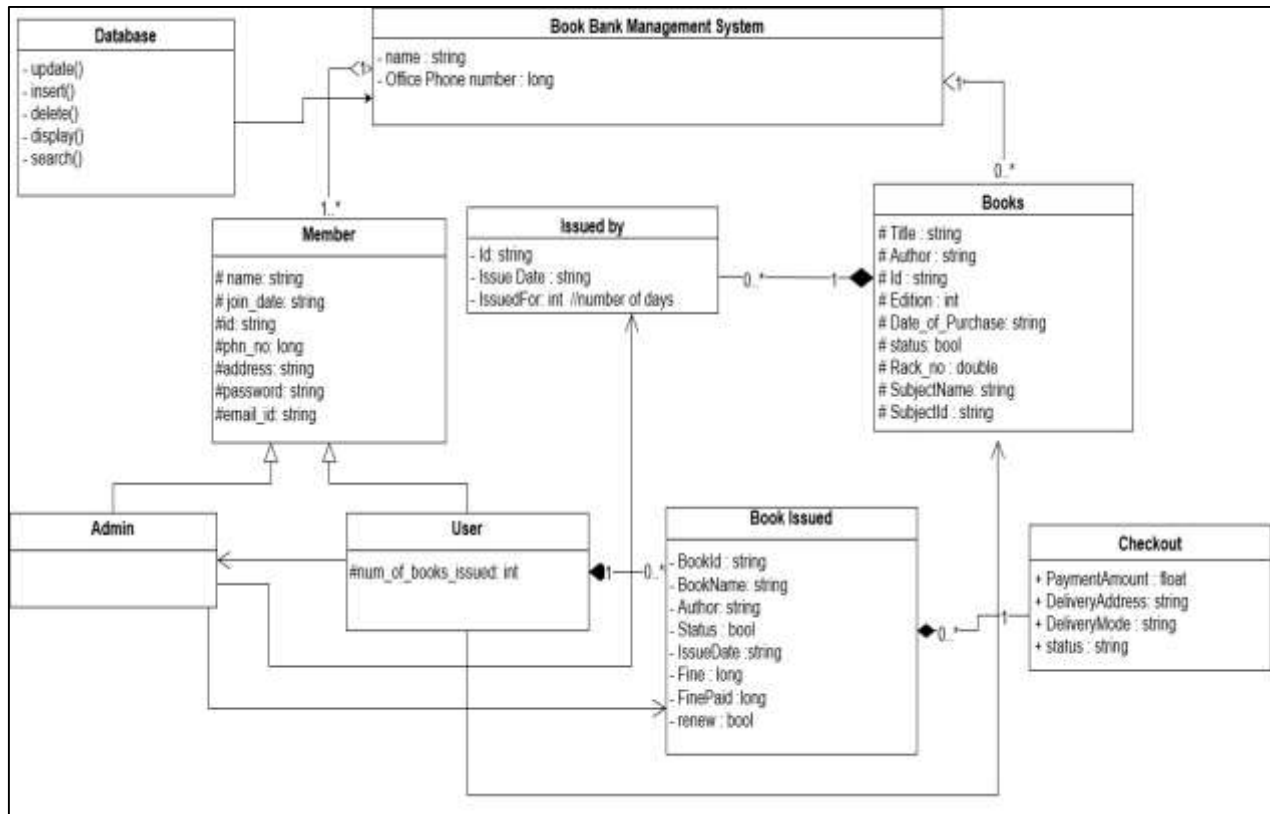 Database
- update()
- insert()
- delete()
- display()
- search()
Book Bank Management System
- name : string
- Office Phone number : long
1
1
1..*
0..*
Member
# name: string
# join_date: string
#id: string
#phn_no: long
#address: string
#password: string
#email_id: string
Issued by
- Id: string
- Issue Date : string
- IssuedFor: int //number of days
0..*
1
Books
# Title : string
# Author : string
# Id : string
# Edition : int
# Date_of_Purchase: string
# status: bool
# Rack_no : double
# SubjectName: string
# SubjectId : string
Admin
User
#num_of_books_issued: int
1
0..*
Book Issued
- BookId : string
- BookName: string
- Author: string
- Status : bool
- IssueDate :string
- Fine : long
- FinePaid :long
- renew : bool
0..*
1
Checkout
+ PaymentAmount : float
+ DeliveryAddress: string
+ DeliveryMode : string
+ status : string